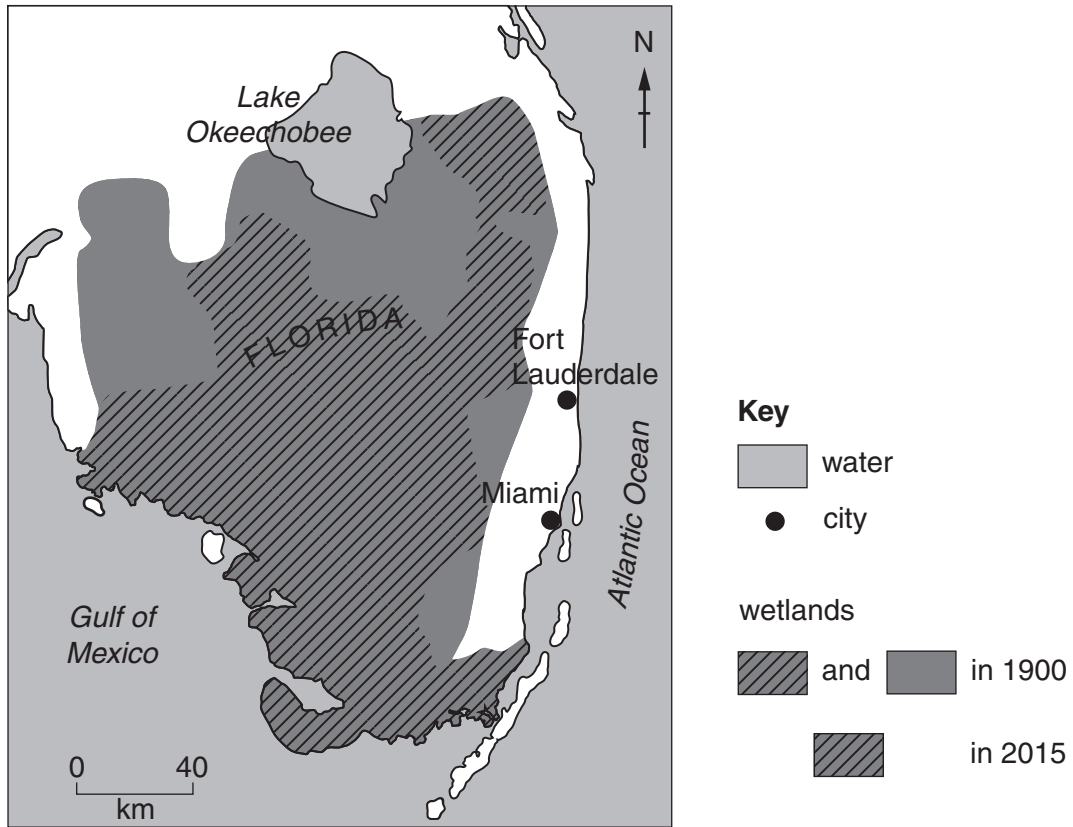 N
Lake
Okeechobee
FLORIDA
Fort
Lauderdale
Miami
Atlantic Ocean
Gulf of
Mexico
0 40
km
Key
water
city
wetlands
and in 1900
in 2015